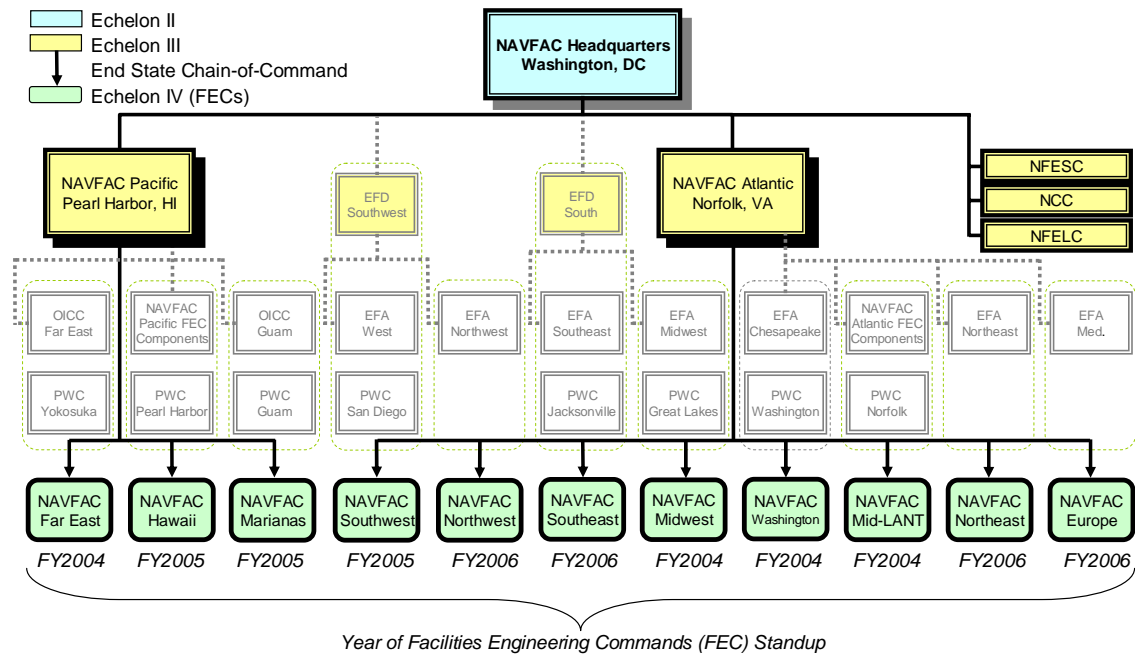 Echelon II
Echelon III
End State Chain-of-Command
Echelon IV (FECs)
NAVFAC Headquarters
Washington, DC
NAVFAC Pacific
Pearl Harbor, HI
EFD
Southwest
EFD
South
NAVFAC Atlantic
Norfolk, VA
NFESC
NCC
NFELC
OICC
Far East
NAVFAC
Pacific FEC
Components
OICC
Guam
EFA
West
EFA
Northwest
EFA
Southeast
EFA
Midwest
EFA
Chesapeake
NAVFAC
Atlantic FEC
Components
EFA
Northeast
EFA
Med.
PWC
Yokosuka
PWC
Pearl Harbor
PWC
Guam
PWC
San Diego
PWC
Jacksonville
PWC
Great Lakes
PWC
Washington
PWC
Norfolk
NAVFAC
Far East
NAVFAC
Hawaii
NAVFAC
Marianas
NAVFAC
Southwest
NAVFAC
Northwest
NAVFAC
Southeast
NAVFAC
Midwest
NAVFAC
Washington
NAVFAC
Mid-LANT
NAVFAC
Northeast
NAVFAC
Europe
FY2004
FY2005
FY2005
FY2005
FY2006
FY2006
FY2004
FY2004
FY2004
FY2006
FY2006
Year of Facilities Engineering Commands (FEC) Standup